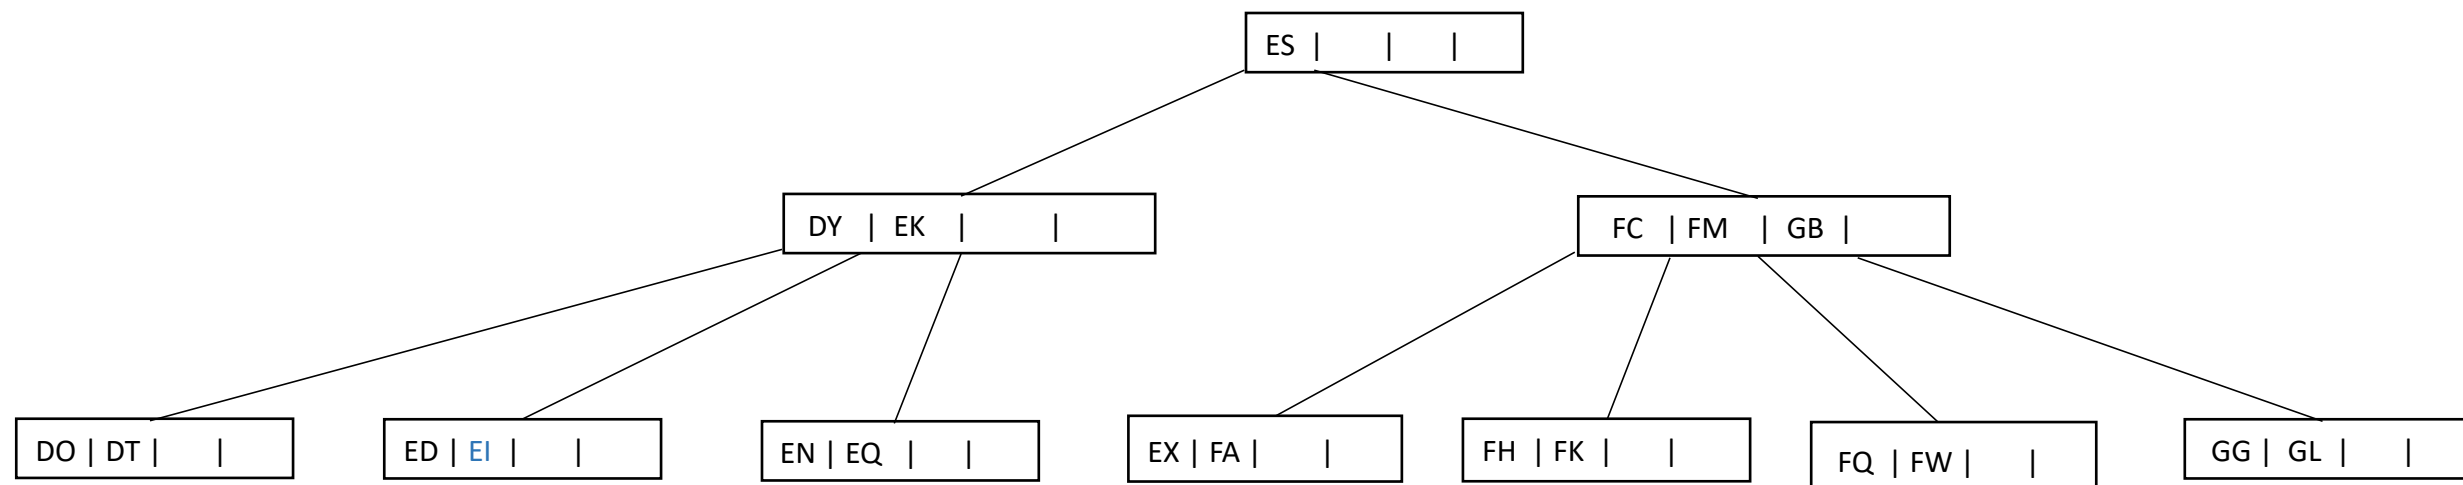 ES | | |
DY | EK | |
FC | FM | GB |
DO | DT | |
ED | EI | |
EN | EQ | |
EX | FA | |
FH | FK | |
FQ | FW | |
GG | GL | |